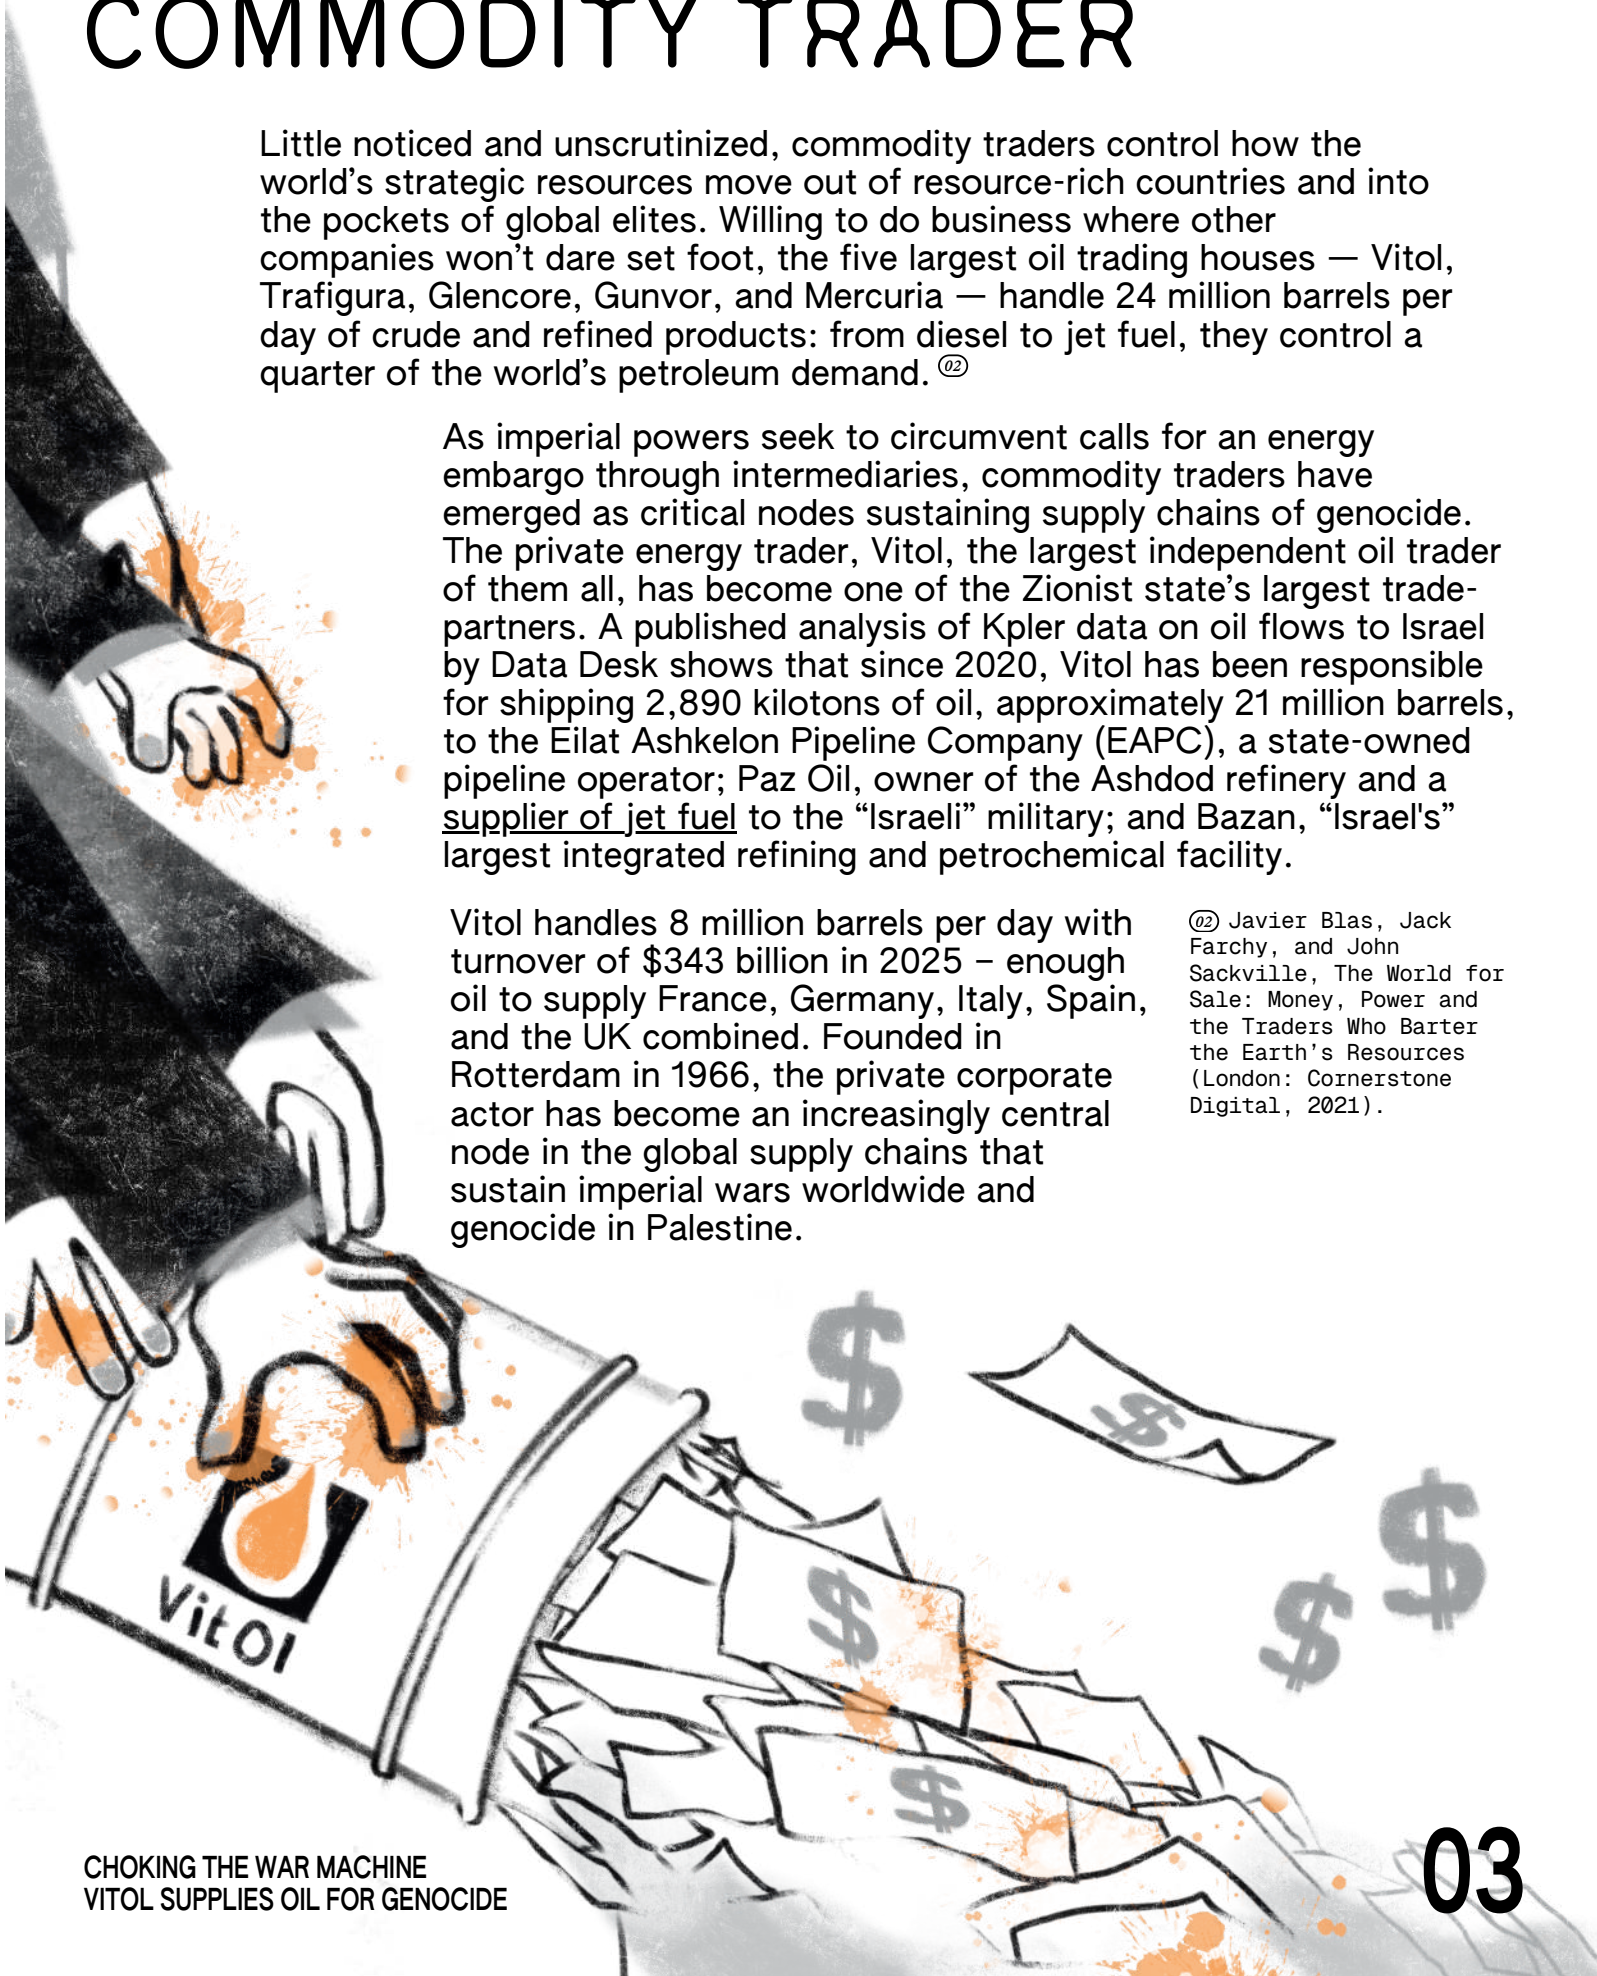 COMMODITY TRADER
Little noticed and unscrutinized, commodity traders control how the
world’s strategic resources move out of resource-rich countries and into
the pockets of global elites. Willing to do business where other
companies won’t dare set foot, the five largest oil trading houses — Vitol,
Trafigura, Glencore, Gunvor, and Mercuria — handle 24 million barrels per
day of crude and refined products: from diesel to jet fuel, they control a
quarter of the world’s petroleum demand. 02
As imperial powers seek to circumvent calls for an energy
embargo through intermediaries, commodity traders have
emerged as critical nodes sustaining supply chains of genocide.
The private energy trader, Vitol, the largest independent oil trader
of them all, has become one of the Zionist state’s largest trade-
partners. A published analysis of Kpler data on oil flows to Israel
by Data Desk shows that since 2020, Vitol has been responsible
for shipping 2,890 kilotons of oil, approximately 21 million barrels,
to the Eilat Ashkelon Pipeline Company (EAPC), a state-owned
pipeline operator; Paz Oil, owner of the Ashdod refinery and a
supplier of jet fuel to the “Israeli” military; and Bazan, “Israel's”
largest integrated refining and petrochemical facility.
Vitol handles 8 million barrels per day with
turnover of $343 billion in 2025 – enough
oil to supply France, Germany, Italy, Spain,
and the UK combined. Founded in
Rotterdam in 1966, the private corporate
actor has become an increasingly central
node in the global supply chains that
sustain imperial wars worldwide and
genocide in Palestine.
02 Javier Blas, Jack
Farchy, and John
Sackville, The World for
Sale: Money, Power and
the Traders Who Barter
the Earth’s Resources
(London: Cornerstone
Digital, 2021).
$
$
$
$
$
$
Vitol
CHOKING THE WAR MACHINE
VITOL SUPPLIES OIL FOR GENOCIDE
03